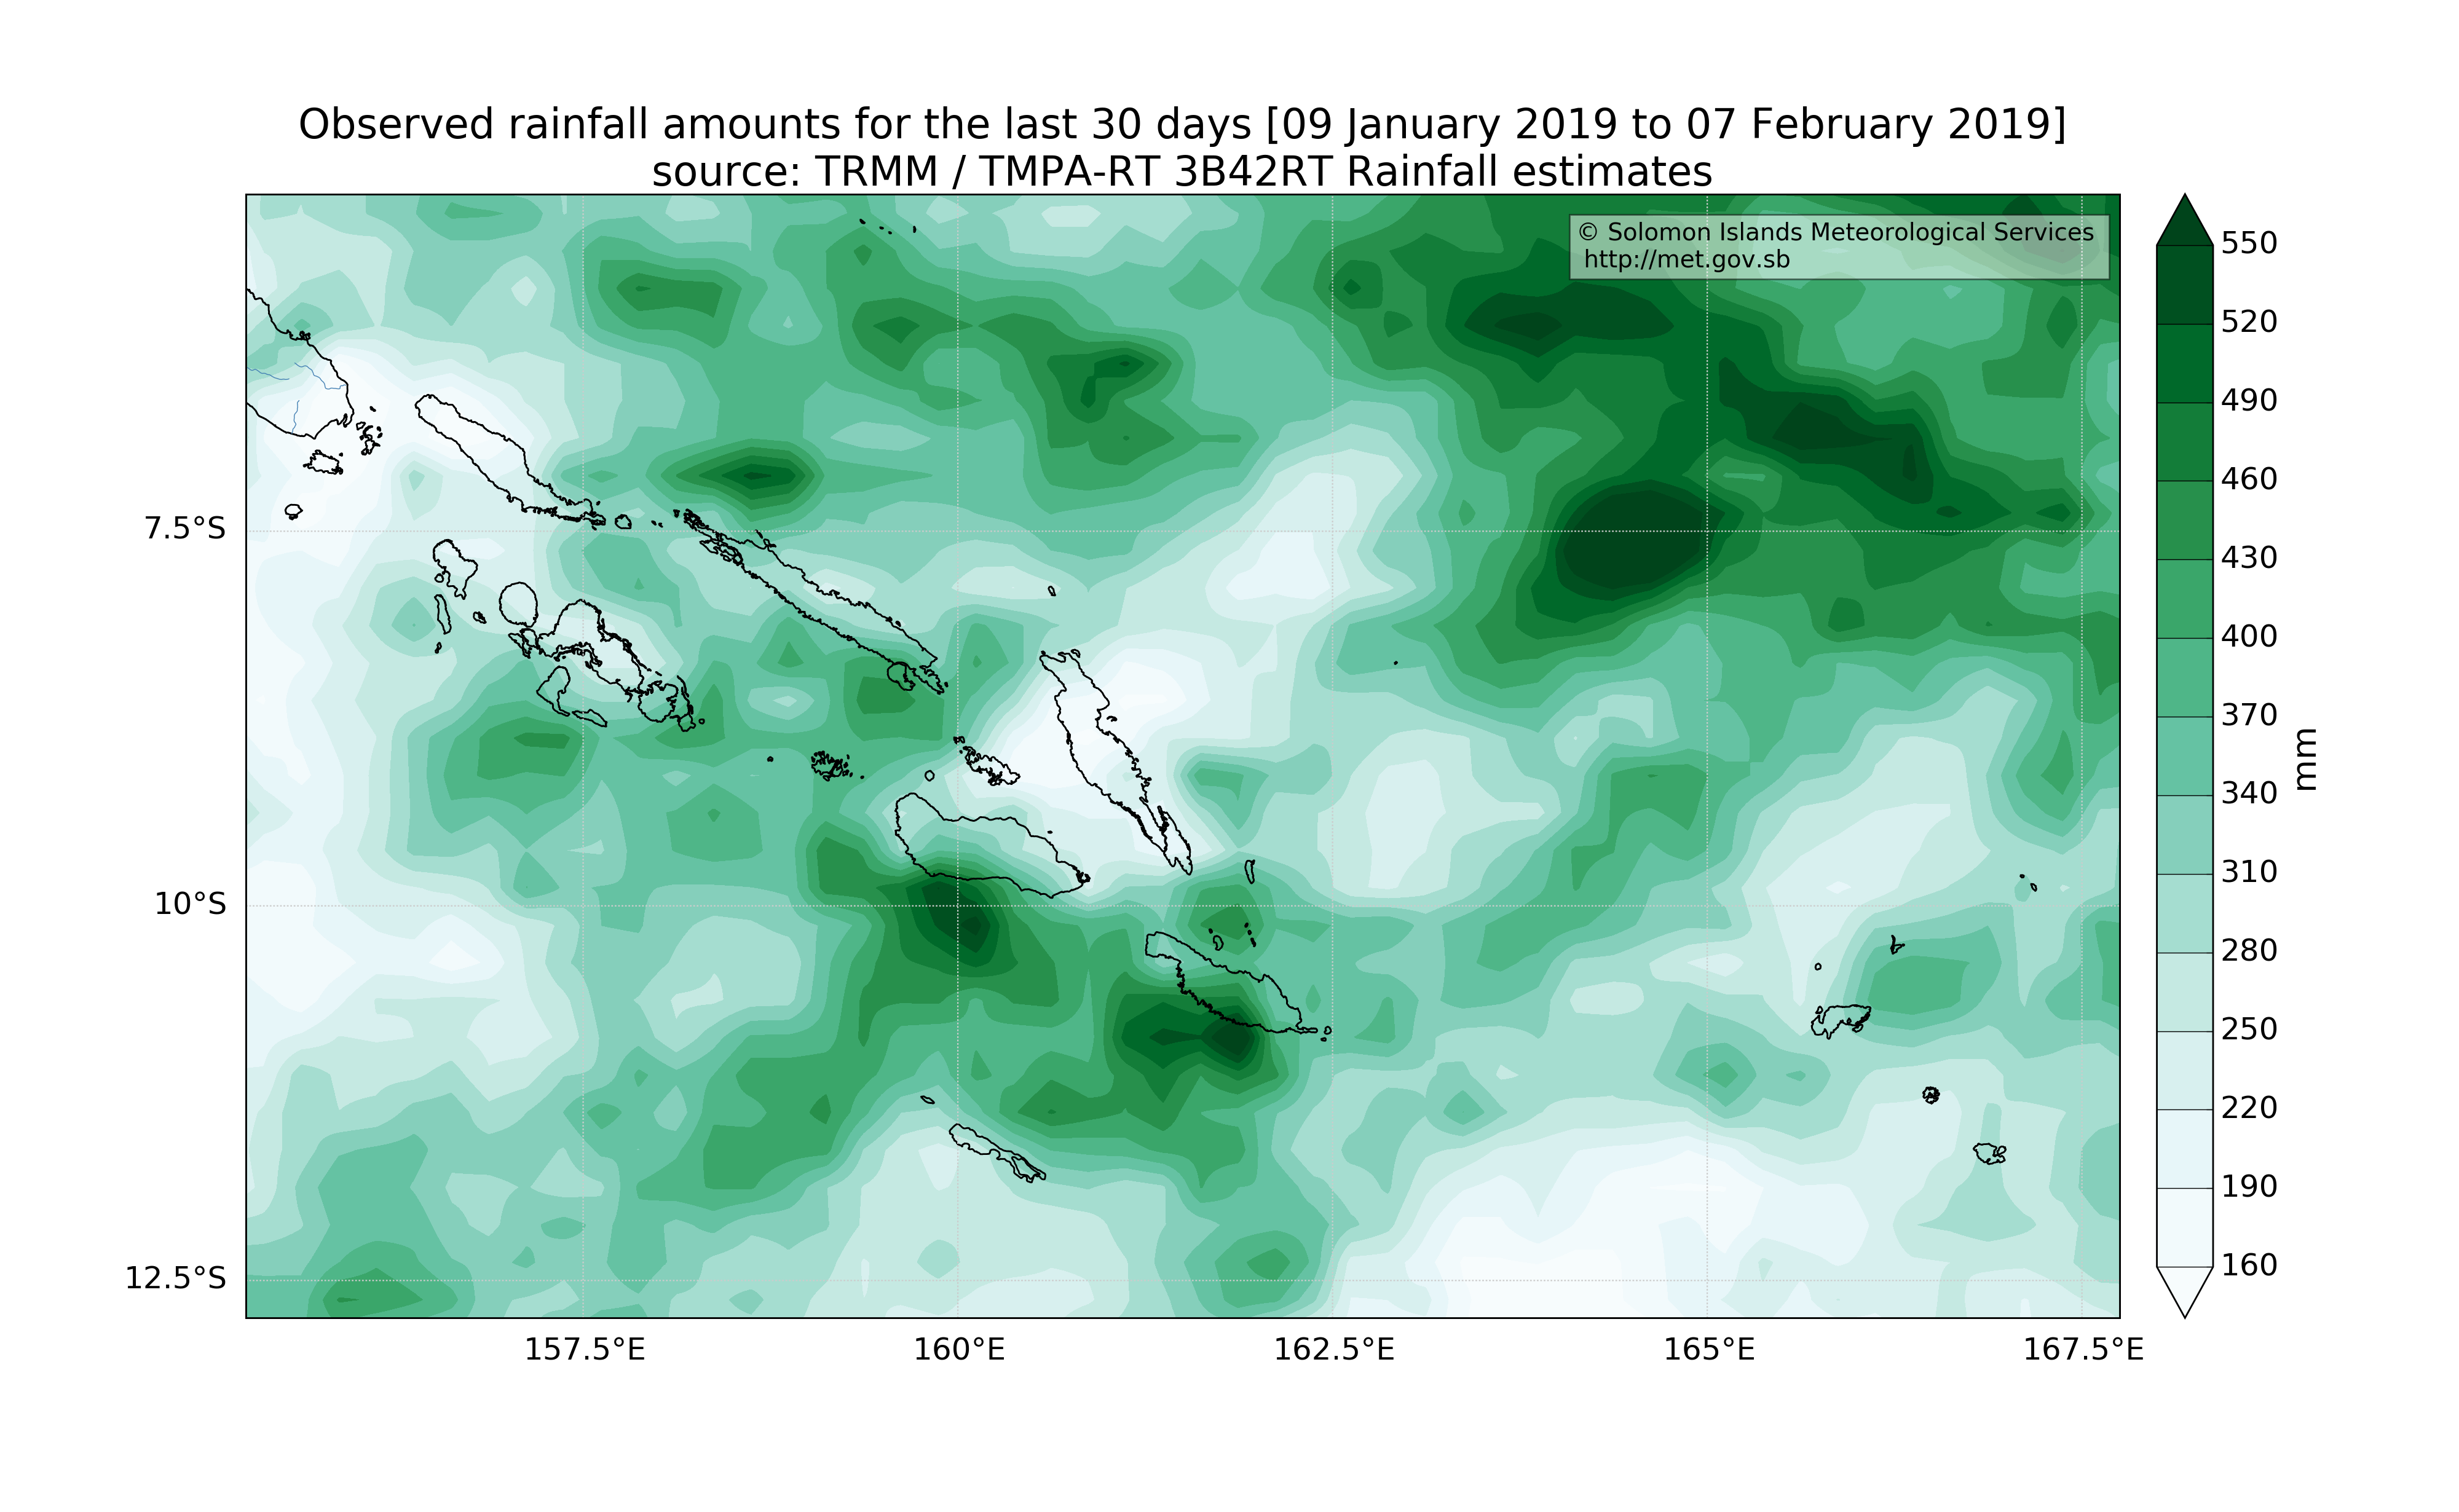 Observed rainfall amounts for the last 30 days [09 January 2019 to 07 February 2019]
source: TRMM / TMPA-RT 3B42RT Rainfall estimates
© Solomon Islands Meteorological Services
http://met.gov.sb
7.5°S
10°S
12.5°S
157.5°E
160°E
162.5°E
165°E
167.5°E
550
520
490
460
430
400
370
340
310
280
250
220
190
160
mm